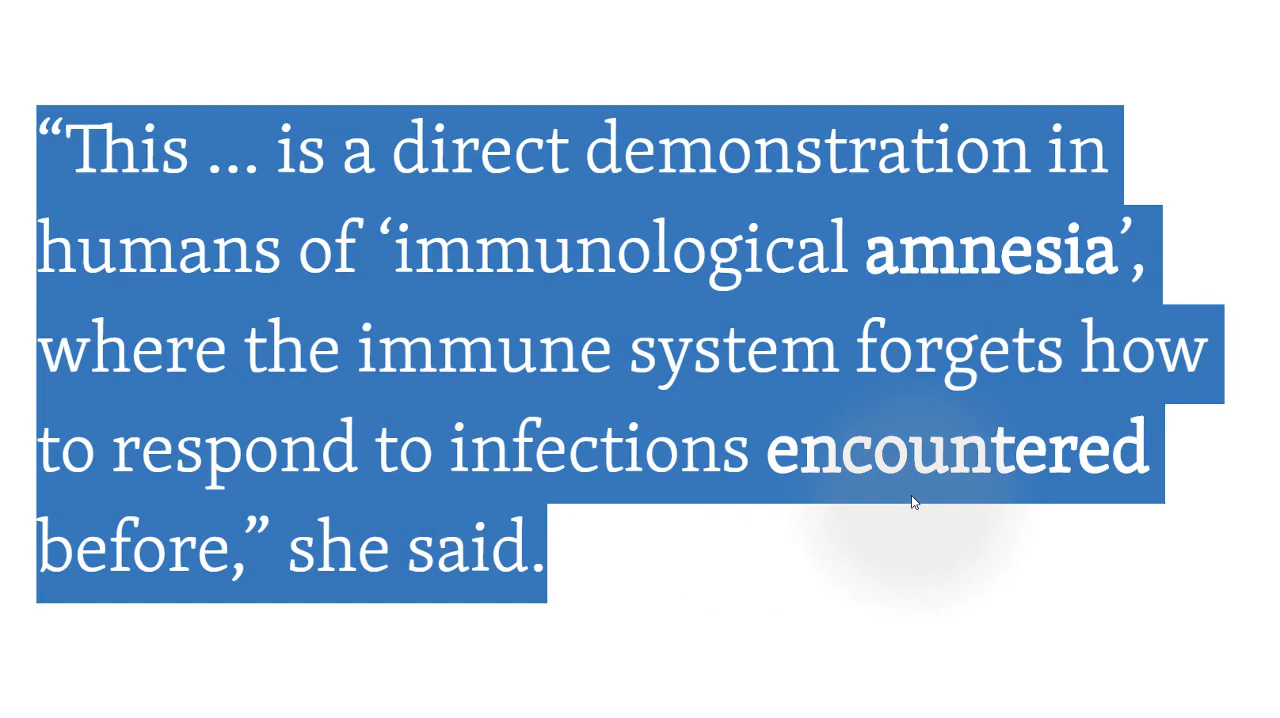 “This ... is a direct demonstration in
humans of ‘immunological amnesia’,
where the immune system forgets how
to respond to infections encountered
before,” she said.